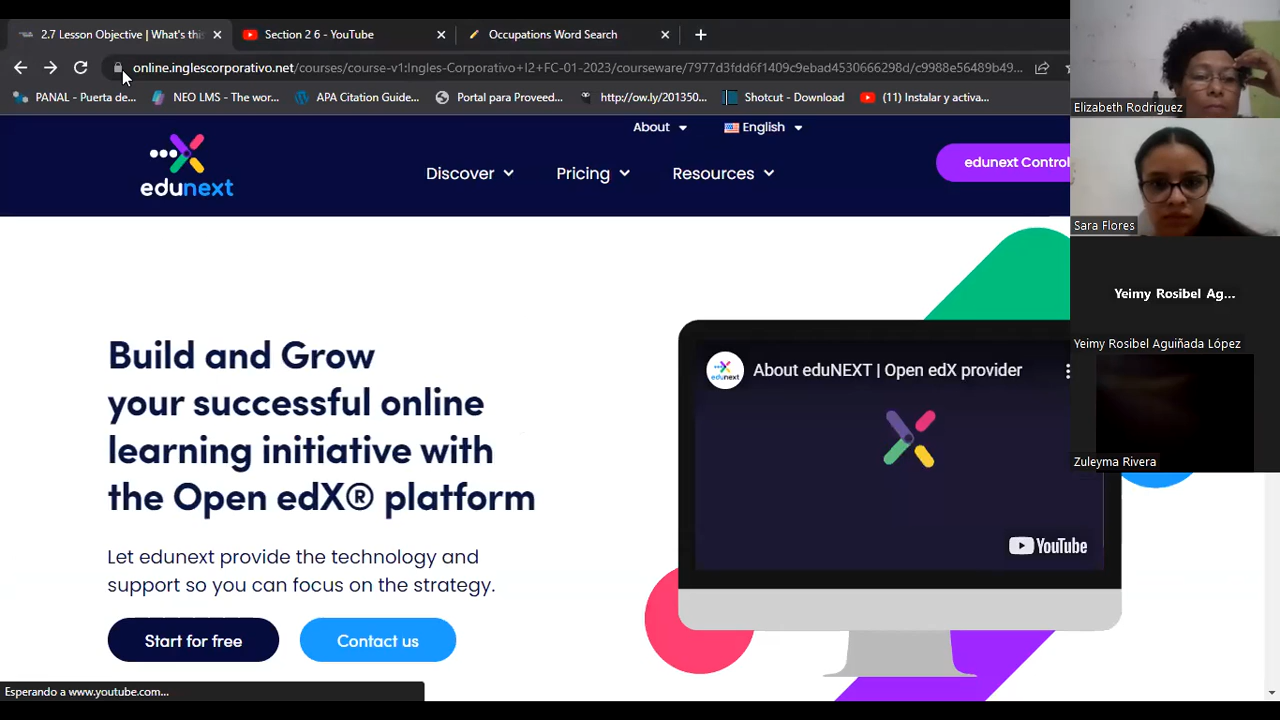 2.7 Lesson Objective | What's this
Section 2 6 - YouTube
Occupations Word Search
online.inglescorporativo.net/courses/course-v1:Ingles-Corporativo+I2+FC-01-2023/courseware/7977d3fdd6f1409c9ebad4530666298d/c9988e56489b49...
PANAL - Puerta de...
NEO LMS - The wor...
APA Citation Guide...
Portal para Proveed...
http://ow.ly/201350...
Shotcut - Download
(11) Instalar y activa...
About
English
edunext
Discover
Pricing
Resources
edunext Control
Build and Grow
your successful online
learning initiative with
the Open edX® platform
Let edunext provide the technology and
support so you can focus on the strategy.
Start for free
Contact us
edunext
About eduNEXT | Open edX provider
YouTube
Esperando a www.youtube.com...
Elizabeth Rodriguez
Sara Flores
Yeimy Rosibel Ag...
Yeimy Rosibel Aguiñada López
Zuleyma Rivera